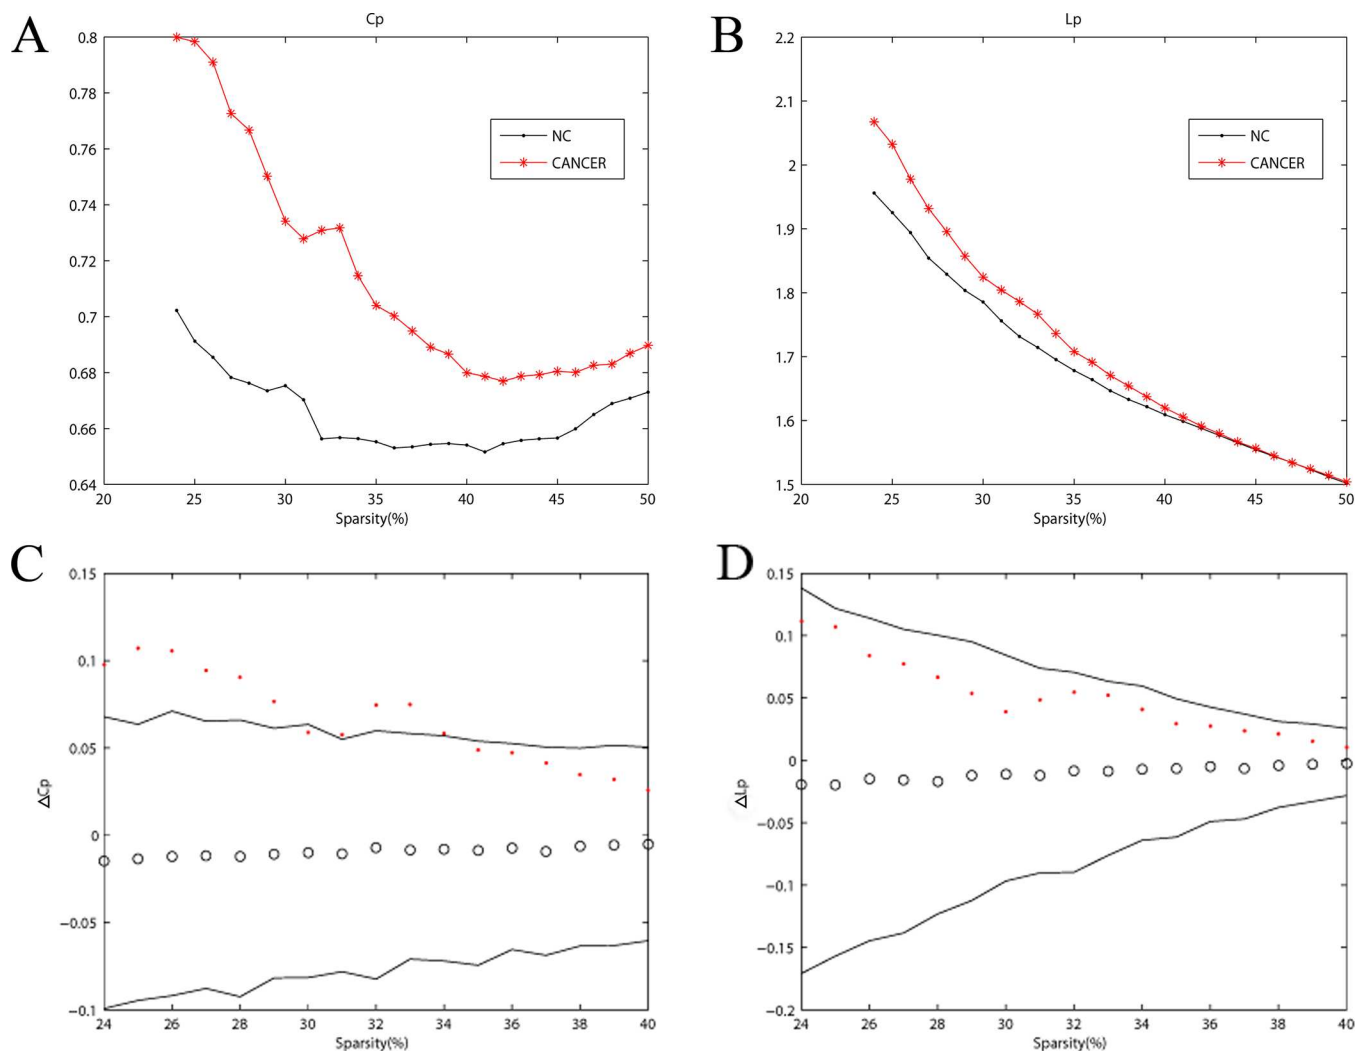 A
Cp
0.8
0.78
0.76
0.74
0.72
0.7
0.68
0.66
0.64
20 25 30 35 40 45 50
Sparsity(%)
NC
CANCER
B
Lp
2.2
2.1
2
1.9
1.8
1.7
1.6
1.5
20 25 30 35 40 45 50
Sparsity(%)
NC
CANCER
C
0.15
0.1
0.05
0
−0.05
−0.1
ΔCp
24 26 28 30 32 34 36 38 40
Sparsity(%)
D
0.15
0.1
0.05
0
−0.05
−0.1
−0.15
−0.2
ΔLp
24 26 28 30 32 34 36 38 40
Sparsity(%)